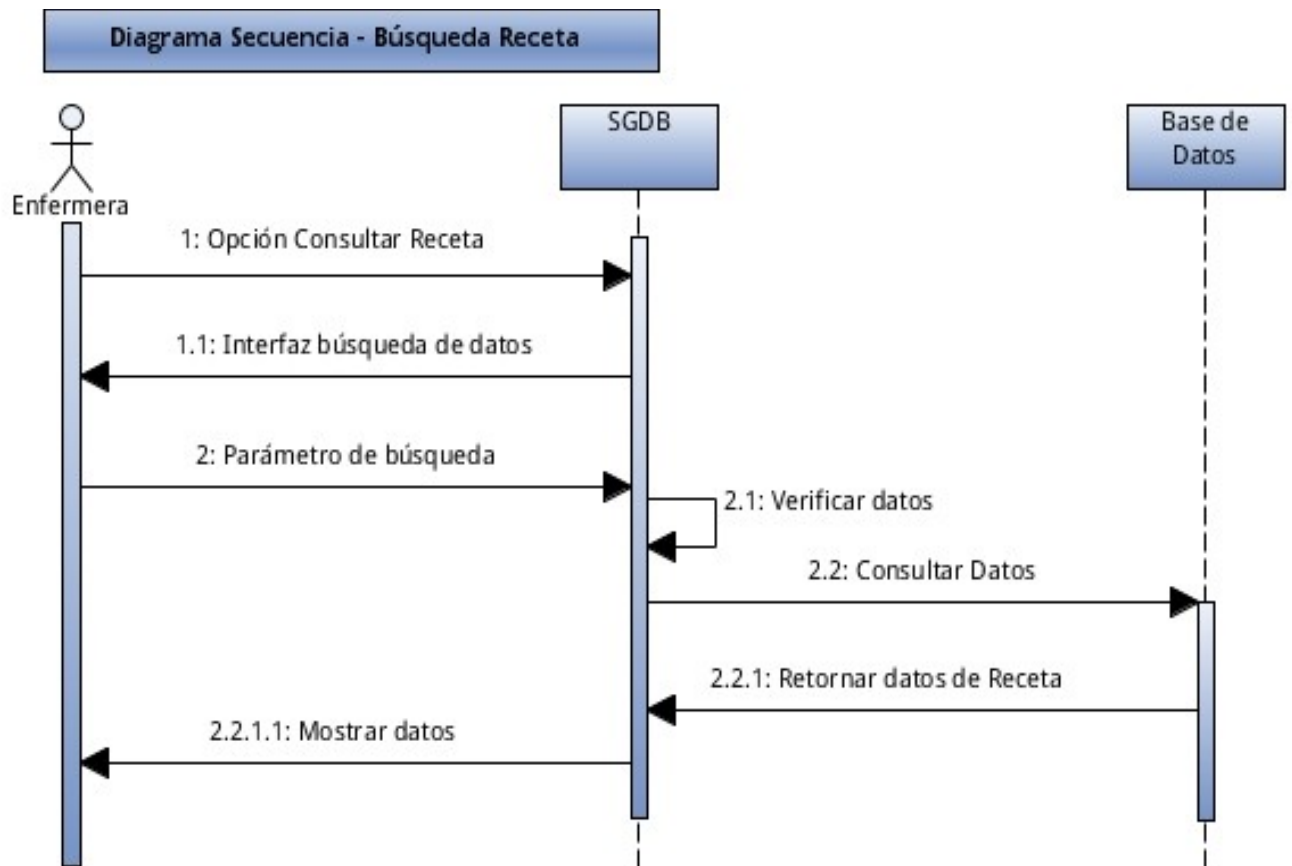 Diagrama Secuencia - Búsqueda Receta
SGDB
Base de
Datos
Enfermera
1: Opción Consultar Receta
1.1: Interfaz búsqueda de datos
2: Parámetro de búsqueda
2.1: Verificar datos
2.2: Consultar Datos
2.2.1: Retornar datos de Receta
2.2.1.1: Mostrar datos